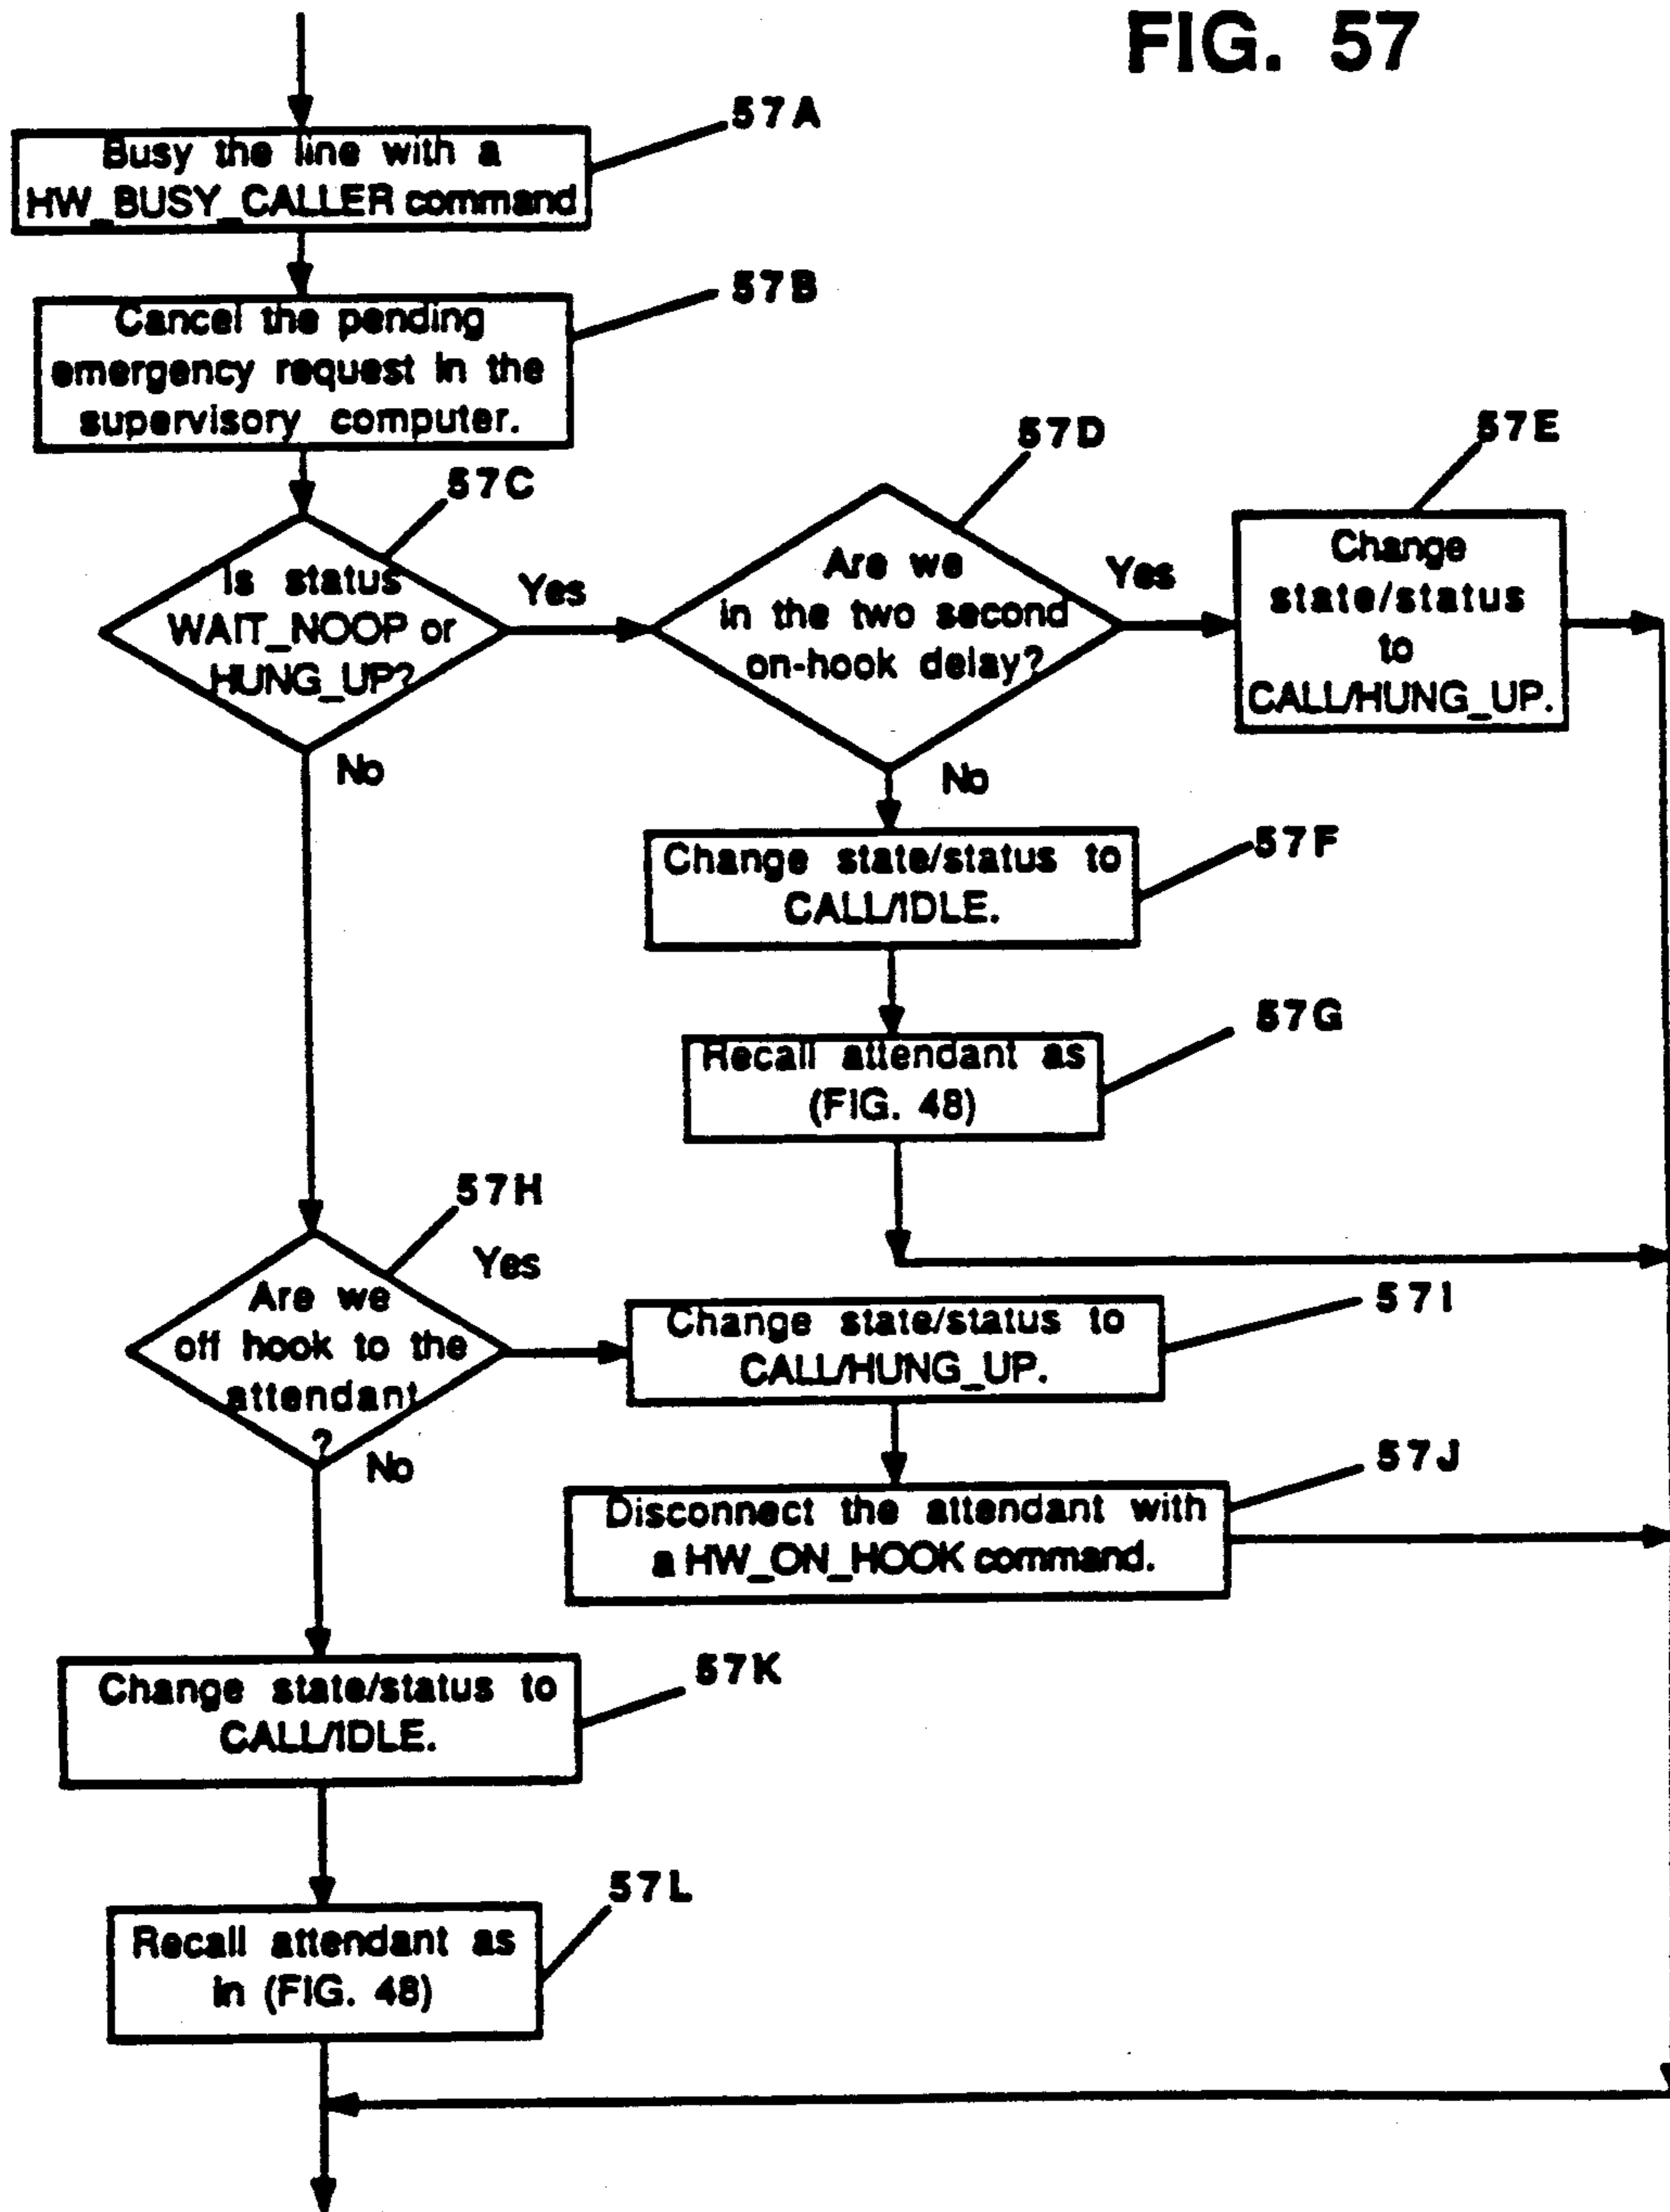 FIG. 57
57A
Busy the line with a
HW_BUSY_CALLER command
57B
Cancel the pending
emergency request in the
supervisory computer.
57C
Is status
WAIT_NOOP or
HUNG_UP?
Yes
No
57D
Are we
in the two second
on-hook delay?
Yes
No
57E
Change
state/status
to
CALL/HUNG_UP.
57F
Change state/status to
CALL/IDLE.
57G
Recall attendant as
(FIG. 48)
57H
Are we
off hook to the
attendant
?
Yes
No
57I
Change state/status to
CALL/HUNG_UP.
57J
Disconnect the attendant with
a HW_ON_HOOK command.
57K
Change state/status to
CALL/IDLE.
57L
Recall attendant as
in (FIG. 48)